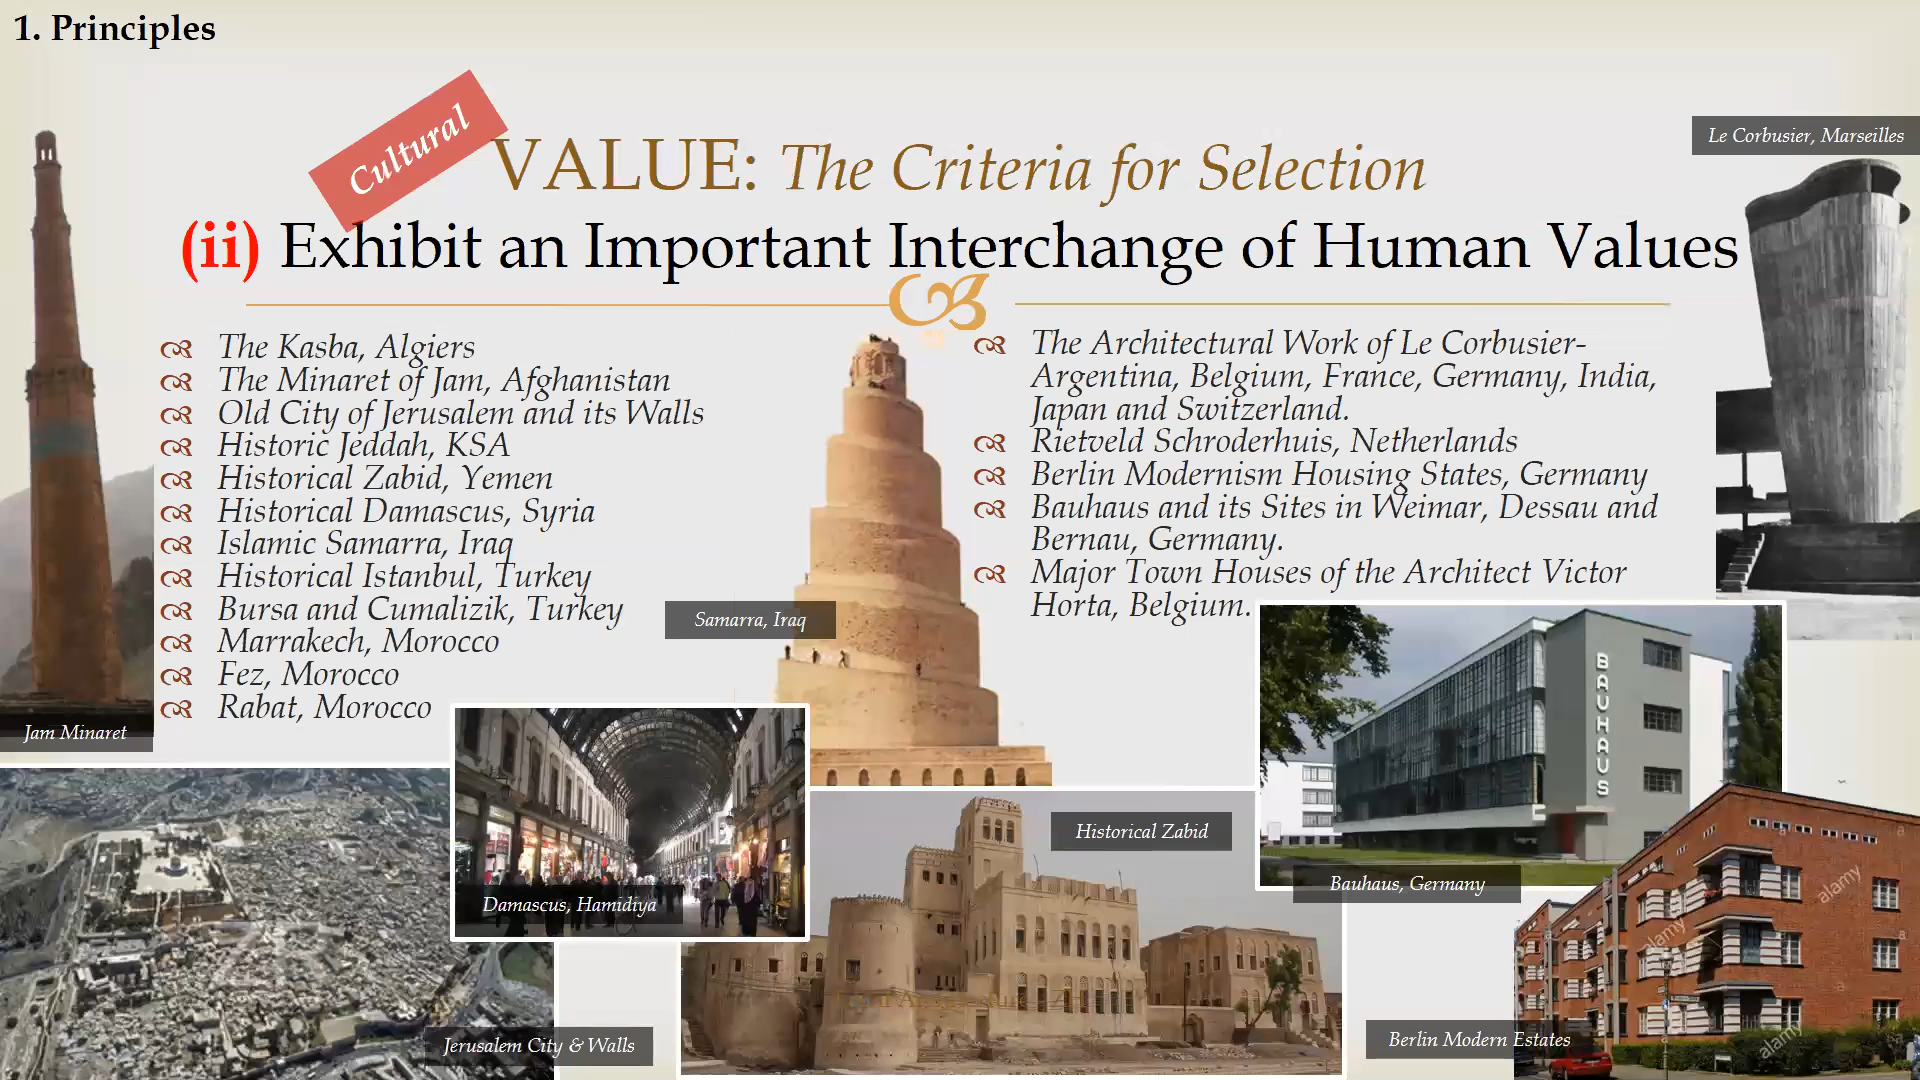 1. Principles
Cultural
VALUE: The Criteria for Selection
(ii) Exhibit an Important Interchange of Human Values
The Kasba, Algiers
The Minaret of Jam, Afghanistan
Old City of Jerusalem and its Walls
Historic Jeddah, KSA
Historical Zabid, Yemen
Historical Damascus, Syria
Islamic Samarra, Iraq
Historical Istanbul, Turkey
Bursa and Cumalizik, Turkey
Marrakech, Morocco
Fez, Morocco
Rabat, Morocco
The Architectural Work of Le Corbusier-
Argentina, Belgium, France, Germany, India,
Japan and Switzerland.
Rietveld Schroderhuis, Netherlands
Berlin Modernism Housing States, Germany
Bauhaus and its Sites in Weimar, Dessau and
Bernau, Germany.
Major Town Houses of the Architect Victor
Horta, Belgium.
Le Corbusier, Marseilles
Samarra, Iraq
Jam Minaret
Damascus, Hamidiya
Historical Zabid
BAUHAUS
Bauhaus, Germany
Jerusalem City & Walls
Berlin Modern Estates
alamy
alamy
alamy